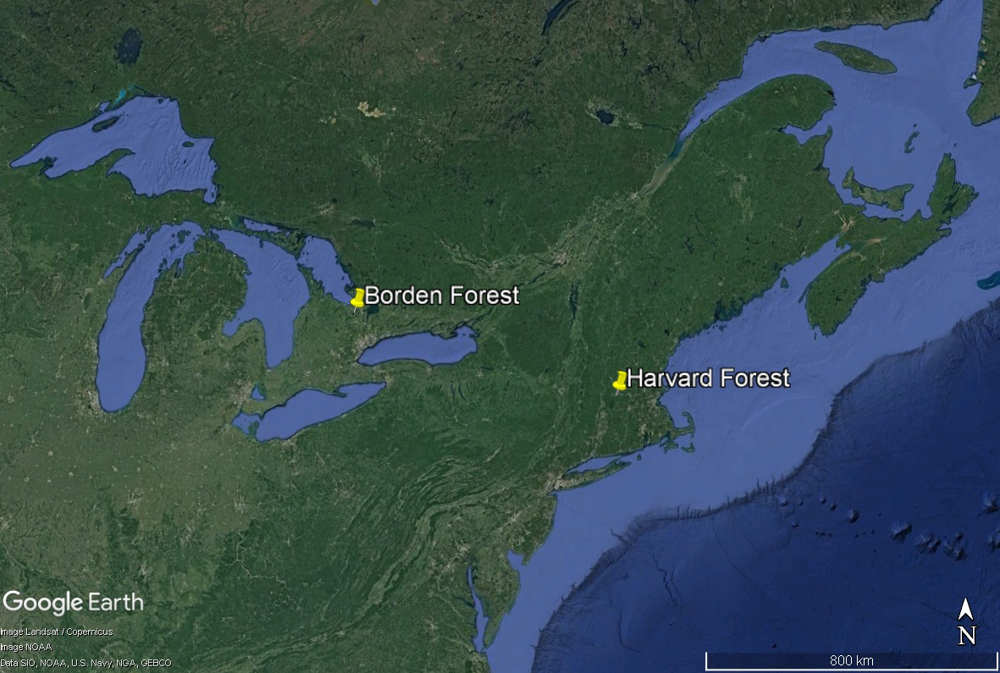 Borden Forest
Harvard Forest
Google Earth
Image Landsat / Copernicus
Image NOAA
Data SIO, NOAA, U.S. Navy, NGA, GEBCO
N
800 km